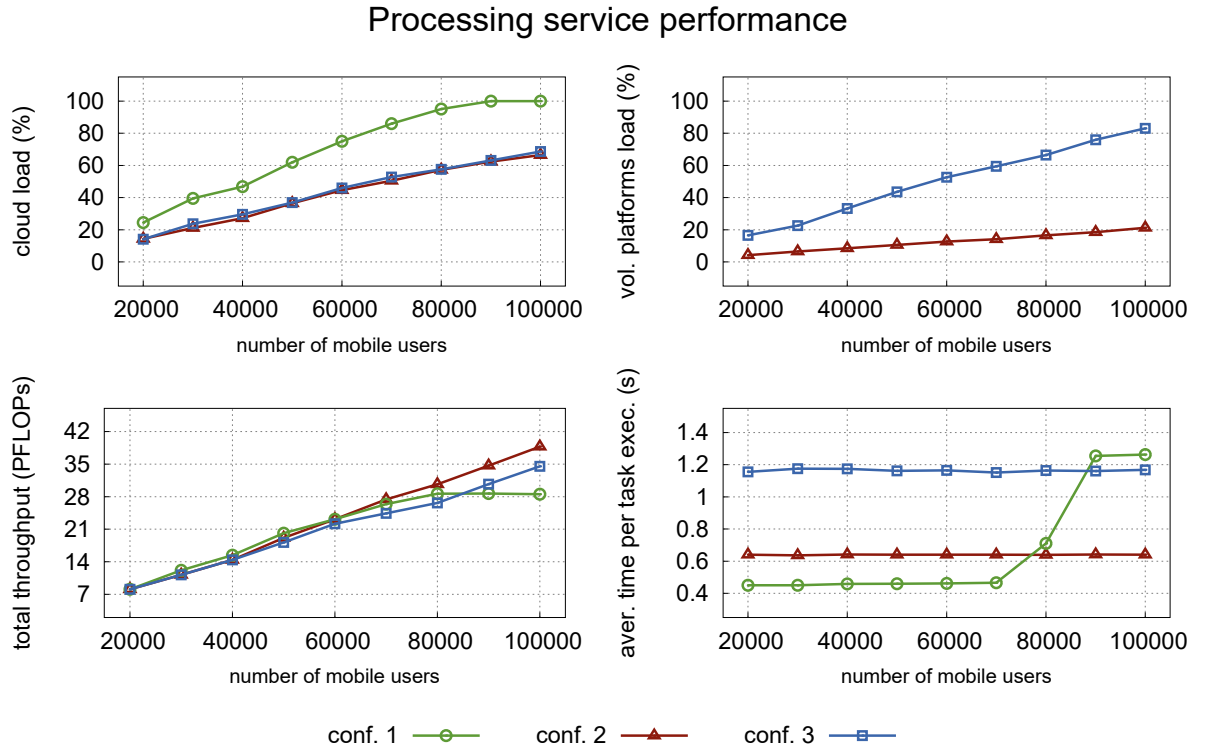 Processing service performance
cloud load (%)
100
80
60
40
20
0
20000 40000 60000 80000 100000
number of mobile users
vol. platforms load (%)
100
80
60
40
20
0
20000 40000 60000 80000 100000
number of mobile users
total throughput (PFLOPs)
42
35
28
21
14
7
20000 40000 60000 80000 100000
number of mobile users
aver. time per task exec. (s)
1.4
1.2
1
0.8
0.6
0.4
20000 40000 60000 80000 100000
number of mobile users
conf. 1 conf. 2 conf. 3